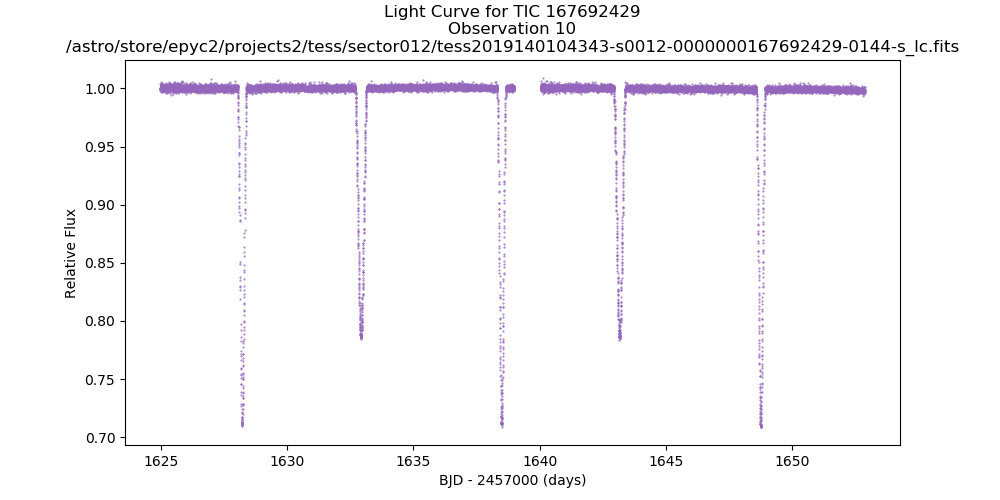 Light Curve for TIC 167692429
Observation 10
/astro/store/epyc2/projects2/tess/sector012/tess2019140104343-s0012-0000000167692429-0144-s_lc.fits
1.00
0.95
0.90
0.85
0.80
0.75
0.70
Relative Flux
1625
1630
1635
1640
1645
1650
BJD - 2457000 (days)